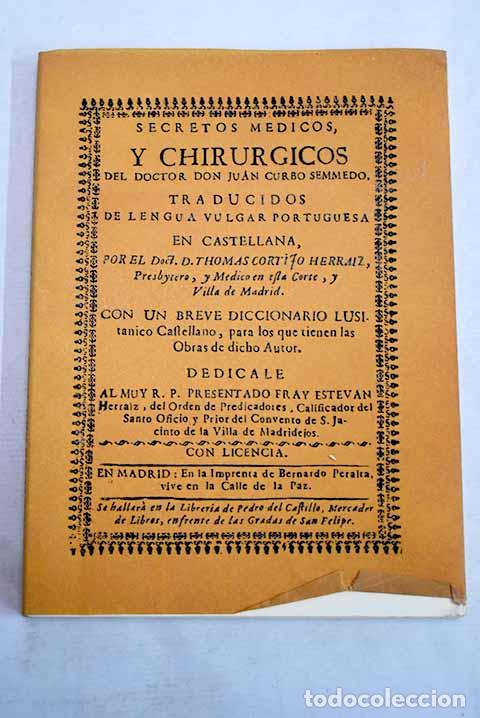 SECRETOS MEDICOS,
Y CHIRURGICOS
DEL DOCTOR DON JUAN CURBO SEMMEDO,
TRADUCIDOS
DE LENGUA VULGAR PORTUGUESA
EN CASTELLANA,
POR EL Doct. D. THOMAS CORTIJO HERRAIZ,
Presbytero, y Medico en eſta Corte, y
Villa de Madrid.
CON UN BREVE DICCIONARIO LUSI-
tanico Caſtellano, para los que tienen las
Obras de dicho Autor.
DEDICALE
AL MUY R. P. PRESENTADO FRAY ESTEVAN
Herraiz, del Orden de Predicadores, Calificador del
Santo Oficio y Prior del Convento de S. Ja-
cinto de la Villa de Madridejos.
CON LICENCIA.
EN MADRID: En la Imprenta de Bernardo Peralta,
vive en la Calle de la Paz.
Se hallarà en la Libreria de Pedro del Caſtillo, Mercader
de Libros, enfrente de las Gradas de San Felipe.
todocoleccion